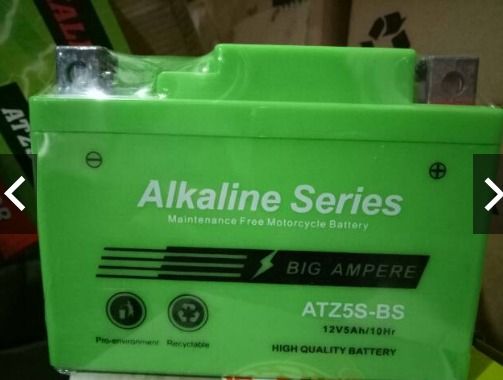 Alkaline Series
Maintenance Free Motorcycle Battery
BIG AMPERE
ATZ5S-BS
12V5Ah/10Hr
Pro-environment Recyclable
HIGH QUALITY BATTERY